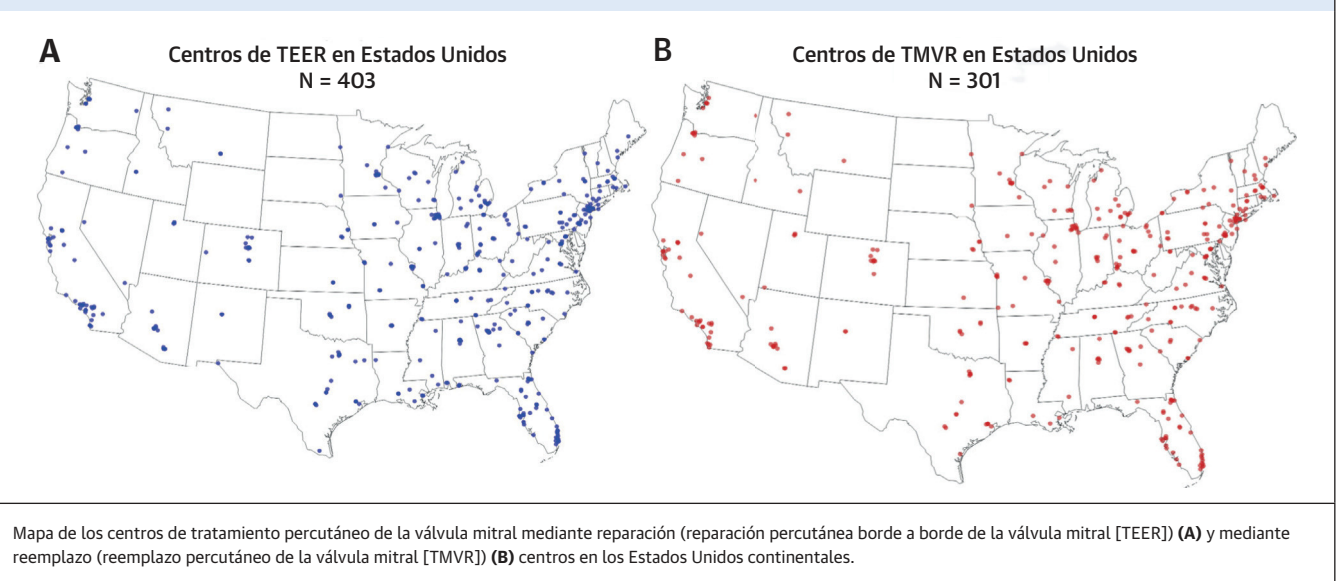 A
Centros de TEER en Estados Unidos
N = 403
B
Centros de TMVR en Estados Unidos
N = 301
Mapa de los centros de tratamiento percutáneo de la válvula mitral mediante reparación (reparación percutánea borde a borde de la válvula mitral [TEER]) (A) y mediante
reemplazo (reemplazo percutáneo de la válvula mitral [TMVR]) (B) centros en los Estados Unidos continentales.